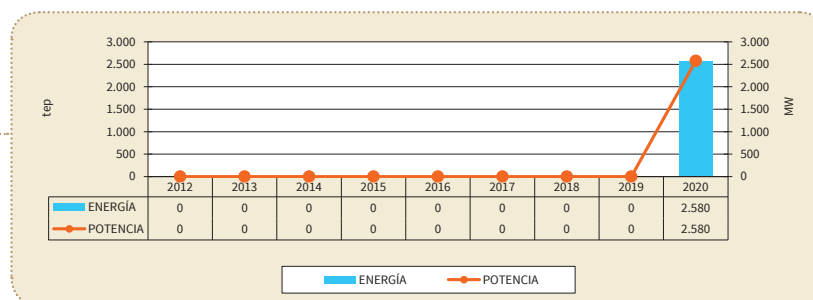 3.000 3.000
2.500 2.500
2.000 2.000
tep 1.500 1.500 MW
1.000 1.000
500 500
0 0
2012 2013 2014 2015 2016 2017 2018 2019 2020
ENERGÍA 0 0 0 0 0 0 0 0 2.580
POTENCIA 0 0 0 0 0 0 0 0 2.580
ENERGÍA POTENCIA